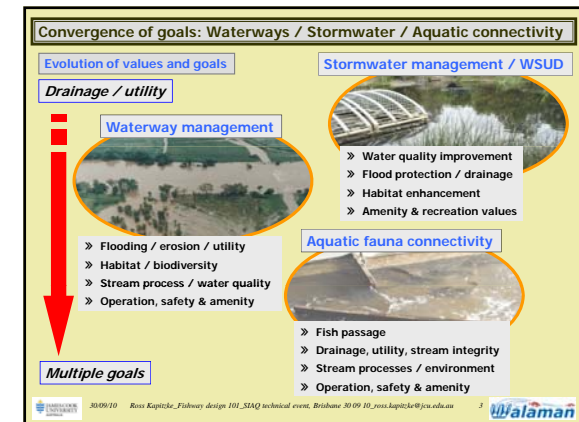 Convergence of goals: Waterways / Stormwater / Aquatic connectivity
Evolution of values and goals
Drainage / utility
Stormwater management / WSUD
» Water quality improvement
» Flood protection / drainage
» Habitat enhancement
» Amenity & recreation values
Waterway management
» Flooding / erosion / utility
» Habitat / biodiversity
» Stream process / water quality
» Operation, safety & amenity
Aquatic fauna connectivity
» Fish passage
» Drainage, utility, stream integrity
» Stream processes / environment
» Operation, safety & amenity
Multiple goals
JAMES COOK
UNIVERSITY
AUSTRALIA
30/09/10 Ross Kapitzke_Fishway design 101_SIAQ technical event, Brisbane 30 09 10_ross.kapitzke@jcu.edu.au 3
Walaman